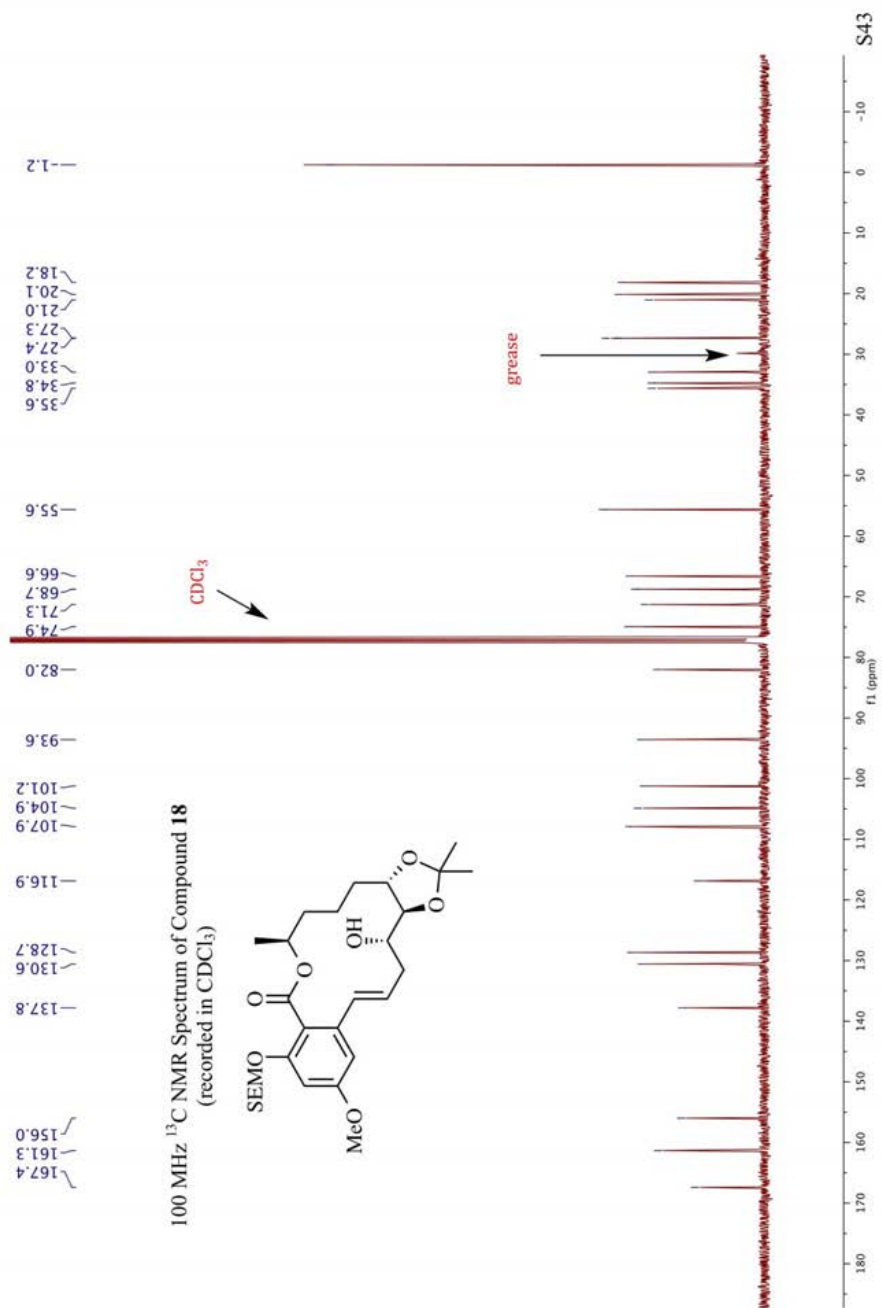 100 MHz ¹³C NMR Spectrum of Compound 18
(recorded in CDCl₃)
SEMO
O
O
MeO
OH
O
O
CDCl₃
grease
167.4
161.3
156.0
137.8
130.6
128.7
116.9
107.9
104.9
101.2
93.6
82.0
74.9
71.3
68.7
66.6
55.6
35.6
34.8
33.0
27.4
27.3
21.0
20.1
18.2
-1.2
180 170 160 150 140 130 120 110 100 90 80 70 60 50 40 30 20 10 0 -10
f1 (ppm)
S43